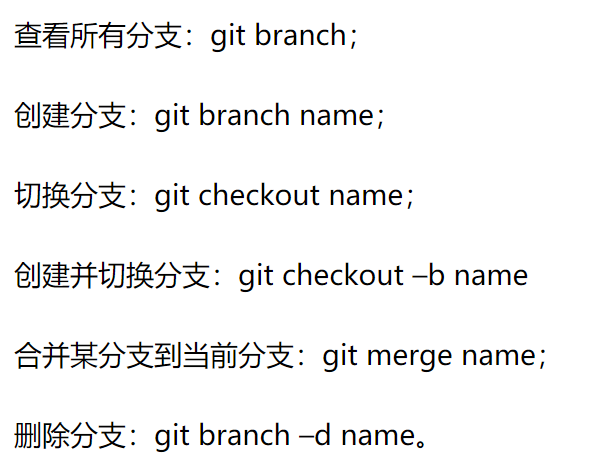 查看所有分支：git branch；
创建分支：git branch name；
切换分支：git checkout name；
创建并切换分支：git checkout –b name
合并某分支到当前分支：git merge name；
删除分支：git branch –d name。